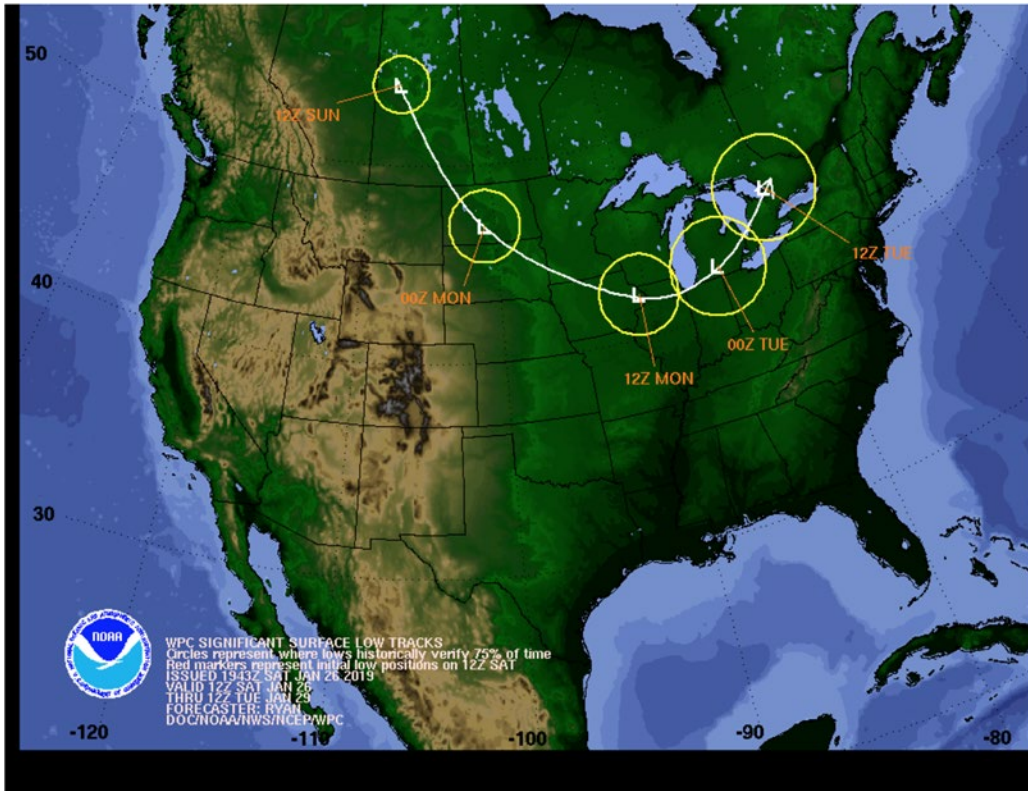 50
L
12Z SUN
L
L
12Z TUE
40
L
00Z MON
L
00Z TUE
12Z MON
30
NOAA
WPC SIGNIFICANT SURFACE LOW TRACKS
Circles represent where lows historically verify 75% of time
Red markers represent initial low positions on 12Z SAT
ISSUED 1943Z SAT JAN 26 2019
VALID 12Z SAT JAN 26
THRU 12Z TUE JAN 29
FORECASTER: RYAN
DOC/NOAA/NWS/NCEP/WPC
-120
-110
-100
-90
-80